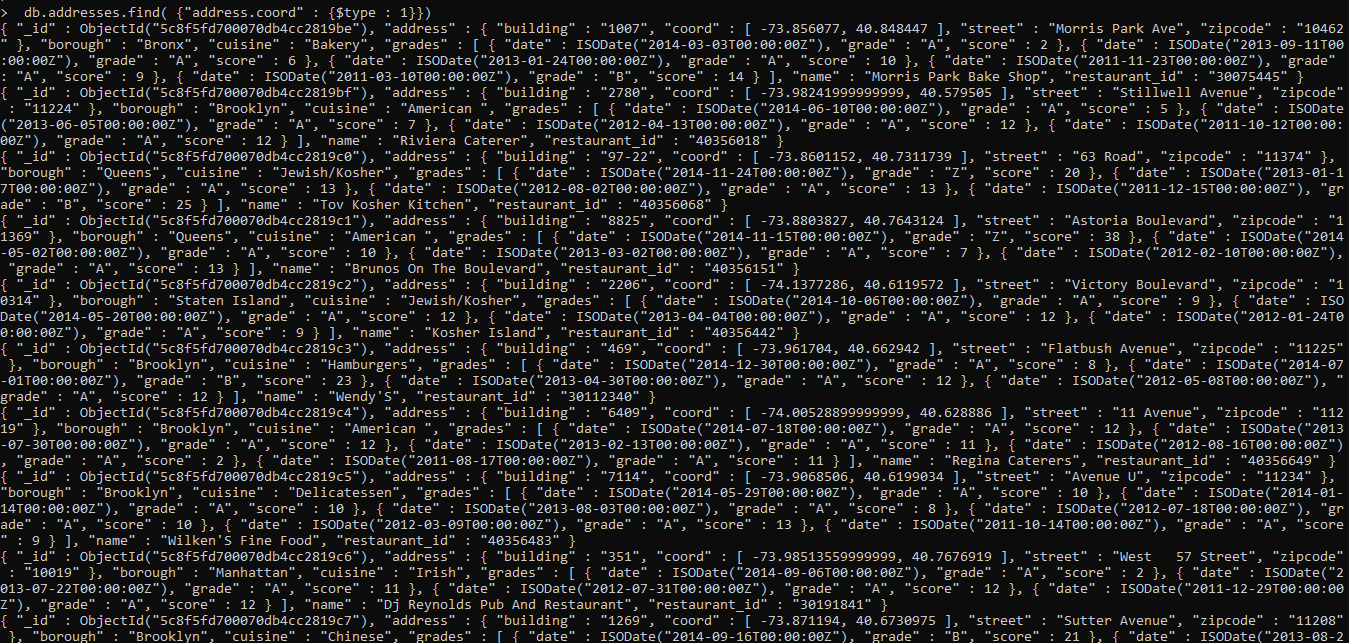 >  db.addresses.find( {"address.coord" : {$type : 1}})
{ "_id" : ObjectId("5c8f5fd700070db4cc2819be"), "address" : { "building" : "1007", "coord" : [ -73.856077, 40.848447 ], "street" : "Morris Park Ave", "zipcode" : "10462
" }, "borough" : "Bronx", "cuisine" : "Bakery", "grades" : [ { "date" : ISODate("2014-03-03T00:00:00Z"), "grade" : "A", "score" : 2 }, { "date" : ISODate("2013-09-11T00
:00:00Z"), "grade" : "A", "score" : 6 }, { "date" : ISODate("2013-01-24T00:00:00Z"), "grade" : "A", "score" : 10 }, { "date" : ISODate("2011-11-23T00:00:00Z"), "grade" :
 "A", "score" : 9 }, { "date" : ISODate("2011-03-10T00:00:00Z"), "grade" : "B", "score" : 14 } ], "name" : "Morris Park Bake Shop", "restaurant_id" : "30075445" }
{ "_id" : ObjectId("5c8f5fd700070db4cc2819bf"), "address" : { "building" : "2780", "coord" : [ -73.98241999999999, 40.579505 ], "street" : "Stillwell Avenue", "zipcode"
: "11224" }, "borough" : "Brooklyn", "cuisine" : "American ", "grades" : [ { "date" : ISODate("2014-06-10T00:00:00Z"), "grade" : "A", "score" : 5 }, { "date" : ISODate
("2013-06-05T00:00:00Z"), "grade" : "A", "score" : 7 }, { "date" : ISODate("2012-04-13T00:00:00Z"), "grade" : "A", "score" : 12 }, { "date" : ISODate("2011-10-12T00:00:
00Z"), "grade" : "A", "score" : 12 } ], "name" : "Riviera Caterer", "restaurant_id" : "40356018" }
{ "_id" : ObjectId("5c8f5fd700070db4cc2819c0"), "address" : { "building" : "97-22", "coord" : [ -73.8601152, 40.7311739 ], "street" : "63 Road", "zipcode" : "11374" },
"borough" : "Queens", "cuisine" : "Jewish/Kosher", "grades" : [ { "date" : ISODate("2014-11-24T00:00:00Z"), "grade" : "Z", "score" : 20 }, { "date" : ISODate("2013-01-1
7T00:00:00Z"), "grade" : "A", "score" : 13 }, { "date" : ISODate("2012-08-02T00:00:00Z"), "grade" : "A", "score" : 13 }, { "date" : ISODate("2011-12-15T00:00:00Z"), "gr
ade" : "B", "score" : 25 } ], "name" : "Tov Kosher Kitchen", "restaurant_id" : "40356068" }
{ "_id" : ObjectId("5c8f5fd700070db4cc2819c1"), "address" : { "building" : "8825", "coord" : [ -73.8803827, 40.7643124 ], "street" : "Astoria Boulevard", "zipcode" : "1
1369" }, "borough" : "Queens", "cuisine" : "American ", "grades" : [ { "date" : ISODate("2014-11-15T00:00:00Z"), "grade" : "Z", "score" : 38 }, { "date" : ISODate("2014
-05-02T00:00:00Z"), "grade" : "A", "score" : 10 }, { "date" : ISODate("2013-03-02T00:00:00Z"), "grade" : "A", "score" : 7 }, { "date" : ISODate("2012-02-10T00:00:00Z"),
 "grade" : "A", "score" : 13 } ], "name" : "Brunos On The Boulevard", "restaurant_id" : "40356151" }
{ "_id" : ObjectId("5c8f5fd700070db4cc2819c2"), "address" : { "building" : "2206", "coord" : [ -74.1377286, 40.6119572 ], "street" : "Victory Boulevard", "zipcode" : "1
0314" }, "borough" : "Staten Island", "cuisine" : "Jewish/Kosher", "grades" : [ { "date" : ISODate("2014-10-06T00:00:00Z"), "grade" : "A", "score" : 9 }, { "date" : ISO
Date("2014-05-20T00:00:00Z"), "grade" : "A", "score" : 12 }, { "date" : ISODate("2013-04-04T00:00:00Z"), "grade" : "A", "score" : 12 }, { "date" : ISODate("2012-01-24T0
0:00:00Z"), "grade" : "A", "score" : 9 } ], "name" : "Kosher Island", "restaurant_id" : "40356442" }
{ "_id" : ObjectId("5c8f5fd700070db4cc2819c3"), "address" : { "building" : "469", "coord" : [ -73.961704, 40.662942 ], "street" : "Flatbush Avenue", "zipcode" : "11225"
 }, "borough" : "Brooklyn", "cuisine" : "Hamburgers", "grades" : [ { "date" : ISODate("2014-12-30T00:00:00Z"), "grade" : "A", "score" : 8 }, { "date" : ISODate("2014-07
-01T00:00:00Z"), "grade" : "B", "score" : 23 }, { "date" : ISODate("2013-04-30T00:00:00Z"), "grade" : "A", "score" : 12 }, { "date" : ISODate("2012-05-08T00:00:00Z"), "
grade" : "A", "score" : 12 } ], "name" : "Wendy'S", "restaurant_id" : "30112340" }
{ "_id" : ObjectId("5c8f5fd700070db4cc2819c4"), "address" : { "building" : "6409", "coord" : [ -74.00528899999999, 40.628886 ], "street" : "11 Avenue", "zipcode" : "112
19" }, "borough" : "Brooklyn", "cuisine" : "American ", "grades" : [ { "date" : ISODate("2014-07-18T00:00:00Z"), "grade" : "A", "score" : 12 }, { "date" : ISODate("2013
-07-30T00:00:00Z"), "grade" : "A", "score" : 12 }, { "date" : ISODate("2013-02-13T00:00:00Z"), "grade" : "A", "score" : 11 }, { "date" : ISODate("2012-08-16T00:00:00Z")
, "grade" : "A", "score" : 2 }, { "date" : ISODate("2011-08-17T00:00:00Z"), "grade" : "A", "score" : 11 } ], "name" : "Regina Caterers", "restaurant_id" : "40356649" }
{ "_id" : ObjectId("5c8f5fd700070db4cc2819c5"), "address" : { "building" : "7114", "coord" : [ -73.9068506, 40.6199034 ], "street" : "Avenue U", "zipcode" : "11234" },
"borough" : "Brooklyn", "cuisine" : "Delicatessen", "grades" : [ { "date" : ISODate("2014-05-29T00:00:00Z"), "grade" : "A", "score" : 10 }, { "date" : ISODate("2014-01-
14T00:00:00Z"), "grade" : "A", "score" : 10 }, { "date" : ISODate("2013-08-03T00:00:00Z"), "grade" : "A", "score" : 8 }, { "date" : ISODate("2012-07-18T00:00:00Z"), "gr
ade" : "A", "score" : 10 }, { "date" : ISODate("2012-03-09T00:00:00Z"), "grade" : "A", "score" : 13 }, { "date" : ISODate("2011-10-14T00:00:00Z"), "grade" : "A", "score
" : 9 } ], "name" : "Wilken'S Fine Food", "restaurant_id" : "40356483" }
{ "_id" : ObjectId("5c8f5fd700070db4cc2819c6"), "address" : { "building" : "351", "coord" : [ -73.98513559999999, 40.7676919 ], "street" : "West   57 Street", "zipcode"
 : "10019" }, "borough" : "Manhattan", "cuisine" : "Irish", "grades" : [ { "date" : ISODate("2014-09-06T00:00:00Z"), "grade" : "A", "score" : 2 }, { "date" : ISODate("2
013-07-22T00:00:00Z"), "grade" : "A", "score" : 11 }, { "date" : ISODate("2012-07-31T00:00:00Z"), "grade" : "A", "score" : 12 }, { "date" : ISODate("2011-12-29T00:00:00
Z"), "grade" : "A", "score" : 12 } ], "name" : "Dj Reynolds Pub And Restaurant", "restaurant_id" : "30191841" }
{ "_id" : ObjectId("5c8f5fd700070db4cc2819c7"), "address" : { "building" : "1269", "coord" : [ -73.871194, 40.6730975 ], "street" : "Sutter Avenue", "zipcode" : "11208"
 }, "borough" : "Brooklyn", "cuisine" : "Chinese", "grades" : [ { "date" : ISODate("2014-09-16T00:00:00Z"), "grade" : "B", "score" : 21 }, { "date" : ISODate("2013-08-2